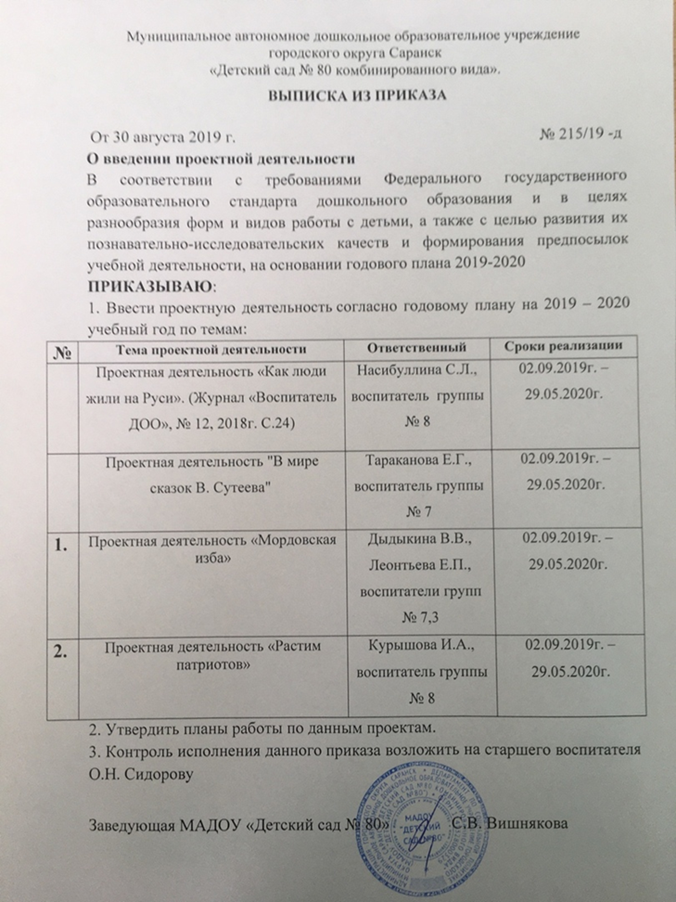 Муниципальное автономное дошкольное образовательное учреждение
городского округа Саранск
«Детский сад № 80 комбинированного вида».
ВЫПИСКА ИЗ ПРИКАЗА
От 30 августа 2019 г. № 215/19 -д
О введении проектной деятельности
В соответствии с требованиями Федерального государственного
образовательного стандарта дошкольного образования и в целях
разнообразия форм и видов работы с детьми, а также с целью развития их
познавательно-исследовательских качеств и формирования предпосылок
учебной деятельности, на основании годового плана 2019-2020
ПРИКАЗЫВАЮ:
1. Ввести проектную деятельность согласно годовому плану на 2019 – 2020
учебный год по темам:
№ Тема проектной деятельности Ответственный Сроки реализации
Проектная деятельность «Как люди Насибуллина С.Л., 02.09.2019г. –
жили на Руси». (Журнал «Воспитатель воспитатель группы 29.05.2020г.
ДОО», № 12, 2018г. С.24) № 8
Проектная деятельность "В мире Тараканова Е.Г., 02.09.2019г. –
сказок В. Сутеева" воспитатель группы 29.05.2020г.
№ 7
1. Проектная деятельность «Мордовская Дыдыкина В.В., 02.09.2019г. –
изба» Леонтьева Е.П., 29.05.2020г.
воспитатели групп
№ 7,3
2. Проектная деятельность «Растим Курышова И.А., 02.09.2019г. –
патриотов» воспитатель группы 29.05.2020г.
№ 8
2. Утвердить планы работы по данным проектам.
3. Контроль исполнения данного приказа возложить на старшего воспитателя
О.Н. Сидорову
Заведующая МАДОУ «Детский сад № 80» С.В. Вишнякова
МАДОУ
"ДЕТСКИЙ
САД №80"